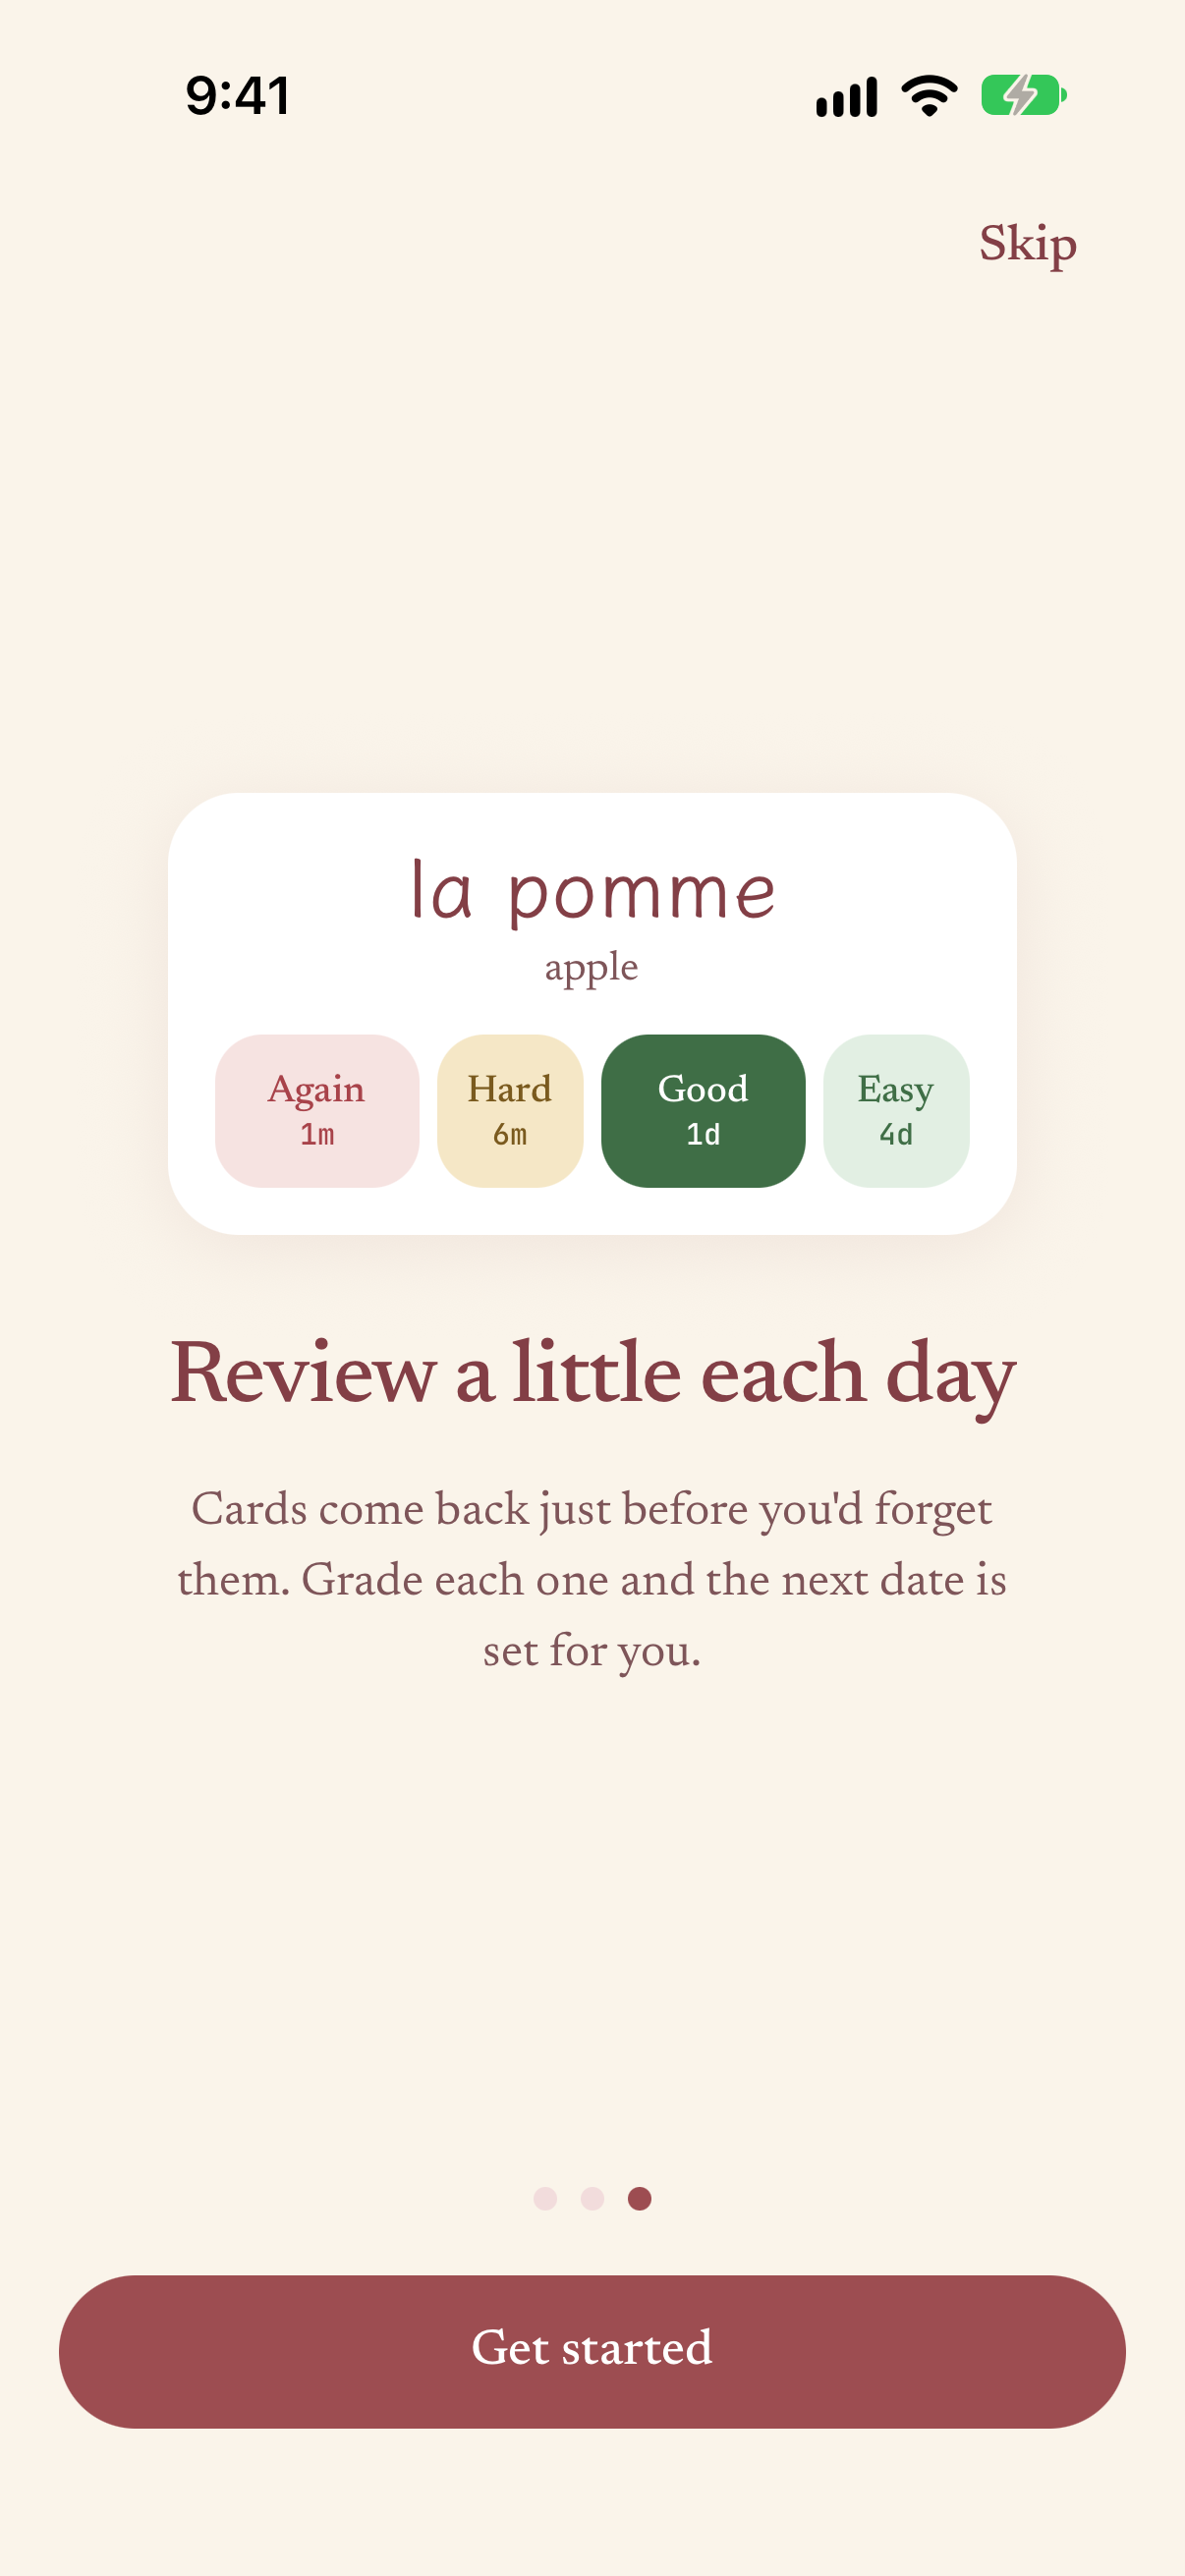 9:41
Skip
la pomme
apple
Again Hard Good Easy
1m 6m 1d 4d
Review a little each day
Cards come back just before you'd forget
them. Grade each one and the next date is
set for you.
Get started